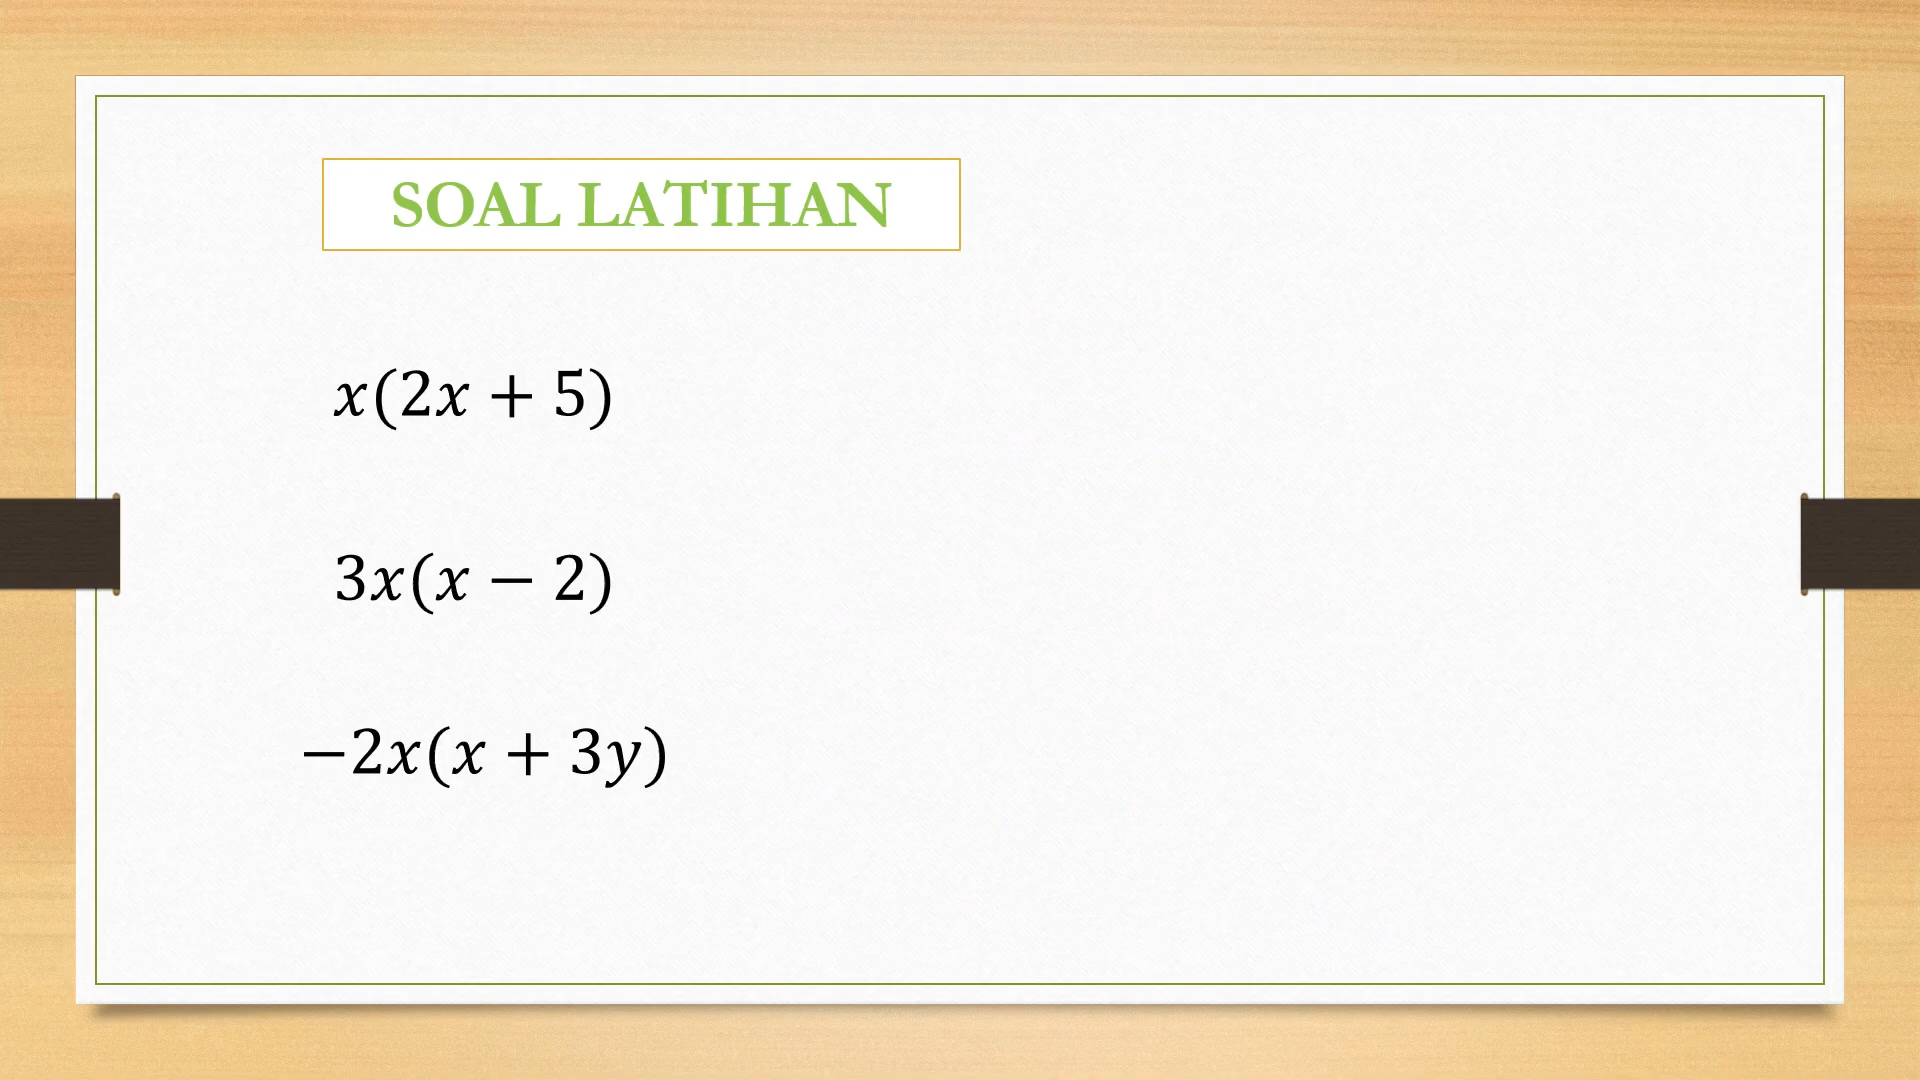 SOAL LATIHAN
x(2x + 5)
3x(x − 2)
−2x(x + 3y)